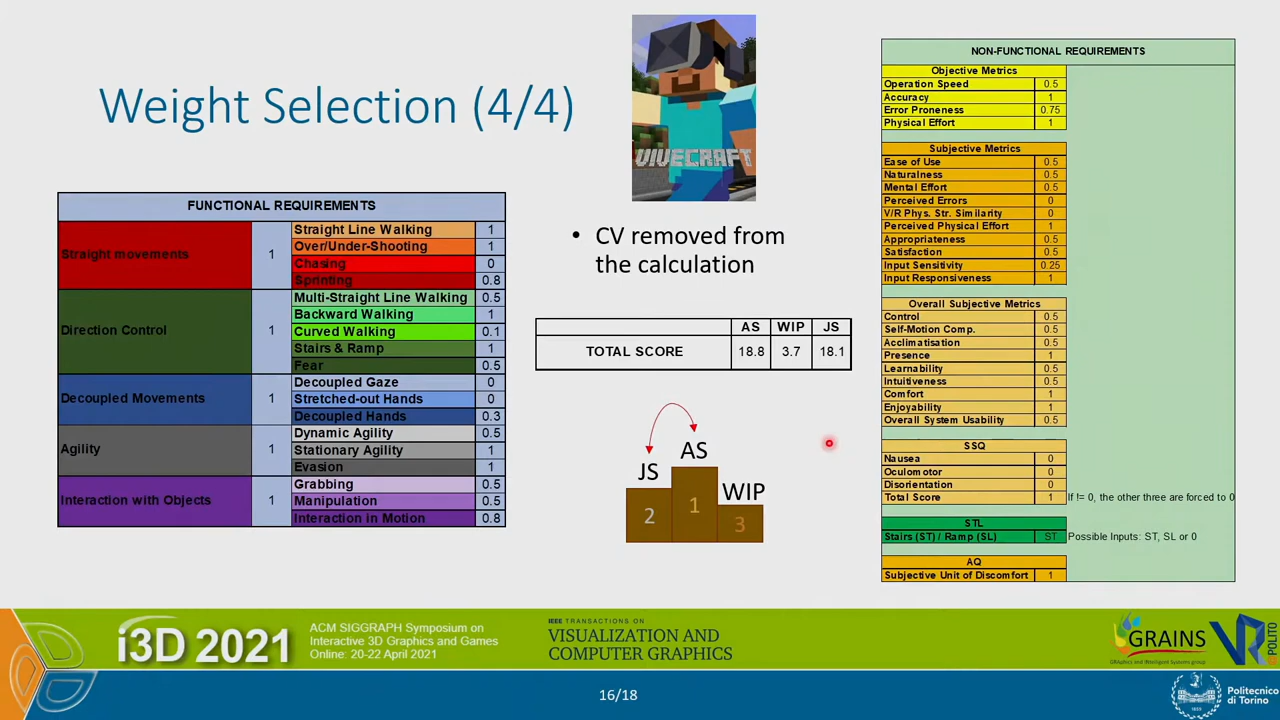 Weight Selection (4/4)
VIVECRAFT
FUNCTIONAL REQUIREMENTS
Straight movements 1
Straight Line Walking 1
Over/Under-Shooting 1
Chasing 0
Sprinting 0.8
Direction Control 1
Multi-Straight Line Walking 0.5
Backward Walking 1
Curved Walking 0.1
Stairs & Ramp 1
Fear 0.5
Decoupled Movements 1
Decoupled Gaze 0
Stretched-out Hands 0
Decoupled Hands 0.3
Agility 1
Dynamic Agility 0.5
Stationary Agility 1
Evasion 1
Interaction with Objects 1
Grabbing 0.5
Manipulation 0.5
Interaction in Motion 0.8
• CV removed from
the calculation
AS WIP JS
TOTAL SCORE 18.8 3.7 18.1
AS
JS
WIP
1
2
3
NON-FUNCTIONAL REQUIREMENTS
Objective Metrics
Operation Speed 0.5
Accuracy 1
Error Proneness 0.75
Physical Effort 1
Subjective Metrics
Ease of Use 0.5
Naturalness 0.5
Mental Effort 0.5
Perceived Errors 0
V/R Phys. Str. Similarity 0
Perceived Physical Effort 1
Appropriateness 0.5
Satisfaction 0.5
Input Sensitivity 0.25
Input Responsiveness 1
Overall Subjective Metrics
Control 0.5
Self-Motion Comp. 0.5
Acclimatisation 0.5
Presence 1
Learnability 0.5
Intuitiveness 0.5
Comfort 1
Enjoyability 1
Overall System Usability 0.5
SSQ
Nausea 0
Oculomotor 0
Disorientation 0
Total Score 1 If != 0, the other three are forced to 0
STL
Stairs (ST) / Ramp (SL) ST Possible Inputs: ST, SL or 0
AQ
Subjective Unit of Discomfort 1
i3D 2021
ACM SIGGRAPH Symposium on
Interactive 3D Graphics and Games
Online: 20-22 April 2021
IEEE TRANSACTIONS ON
VISUALIZATION AND
COMPUTER GRAPHICS
GRAINS
GRAphics and INtelligent Systems group
VR @POLITO
16/18
Politecnico
di Torino